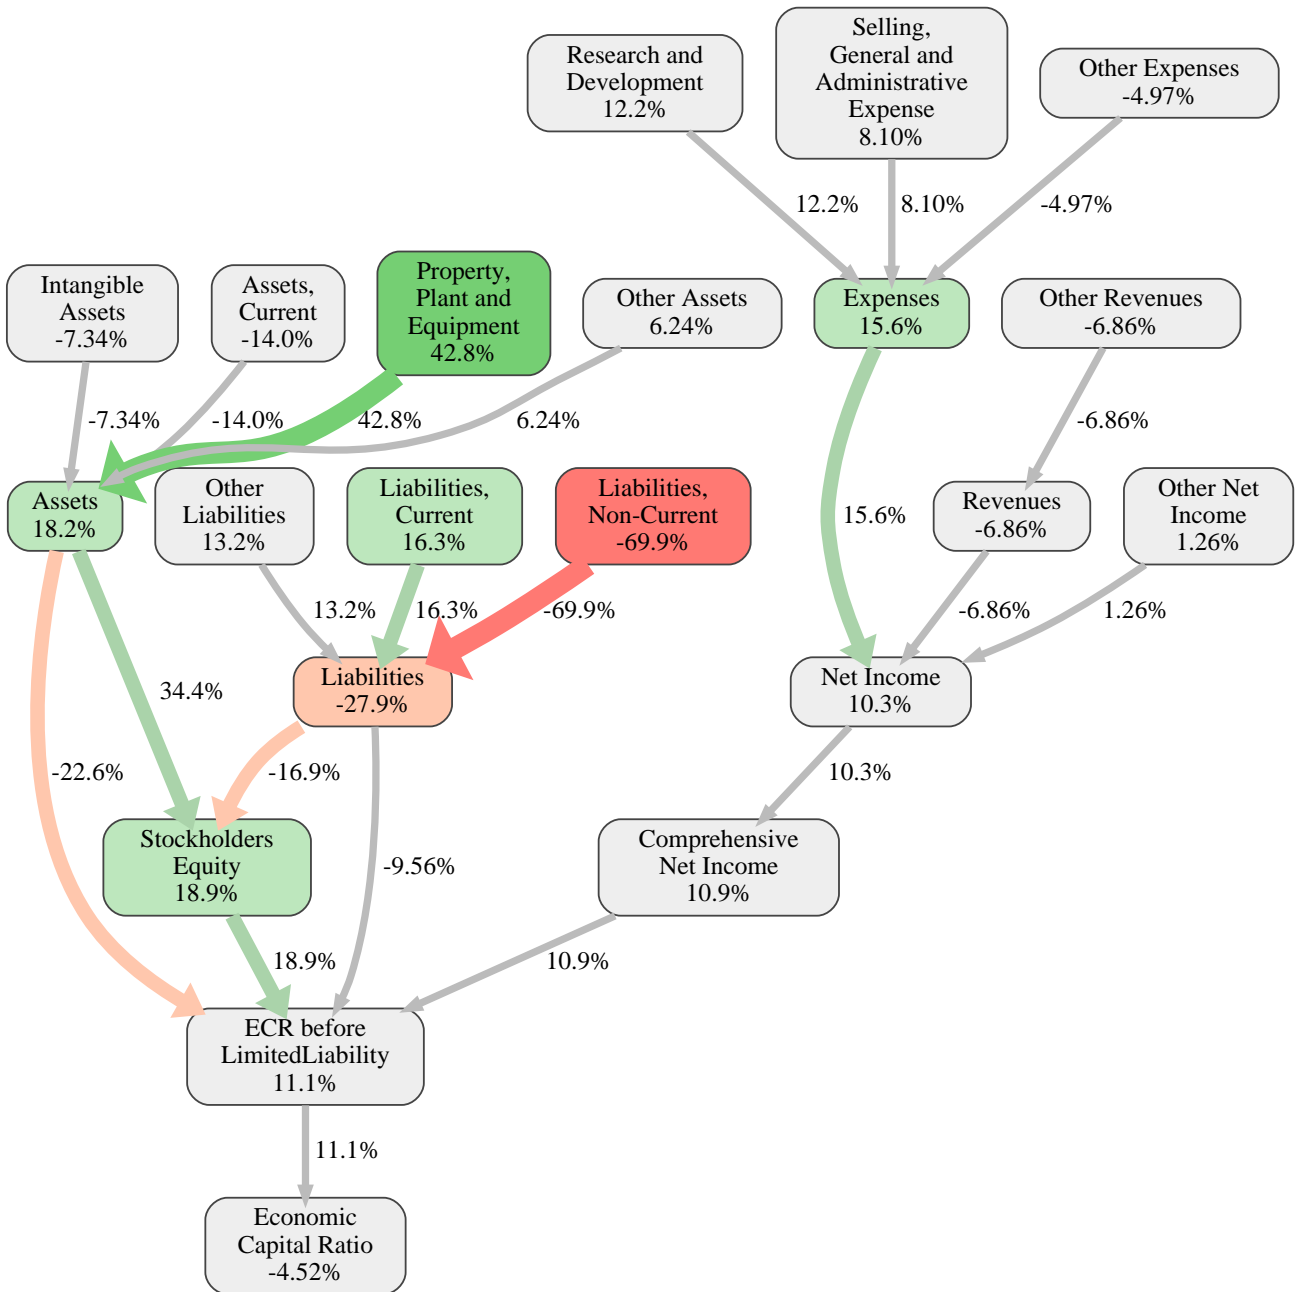 Research and
Development
12.2%
Selling,
General and
Administrative
Expense
8.10%
Other Expenses
-4.97%
12.2%
8.10%
-4.97%
Intangible
Assets
-7.34%
Assets,
Current
-14.0%
Property,
Plant and
Equipment
42.8%
Other Assets
6.24%
Expenses
15.6%
Other Revenues
-6.86%
-7.34%
-14.0%
42.8%
6.24%
-6.86%
Assets
18.2%
Other
Liabilities
13.2%
Liabilities,
Current
16.3%
Liabilities,
Non-Current
-69.9%
15.6%
Revenues
-6.86%
Other Net
Income
1.26%
13.2%
16.3%
-69.9%
-6.86%
1.26%
34.4%
Liabilities
-27.9%
Net Income
10.3%
-22.6%
-16.9%
10.3%
Stockholders
Equity
18.9%
-9.56%
Comprehensive
Net Income
10.9%
18.9%
10.9%
ECR before
LimitedLiability
11.1%
11.1%
Economic
Capital Ratio
-4.52%